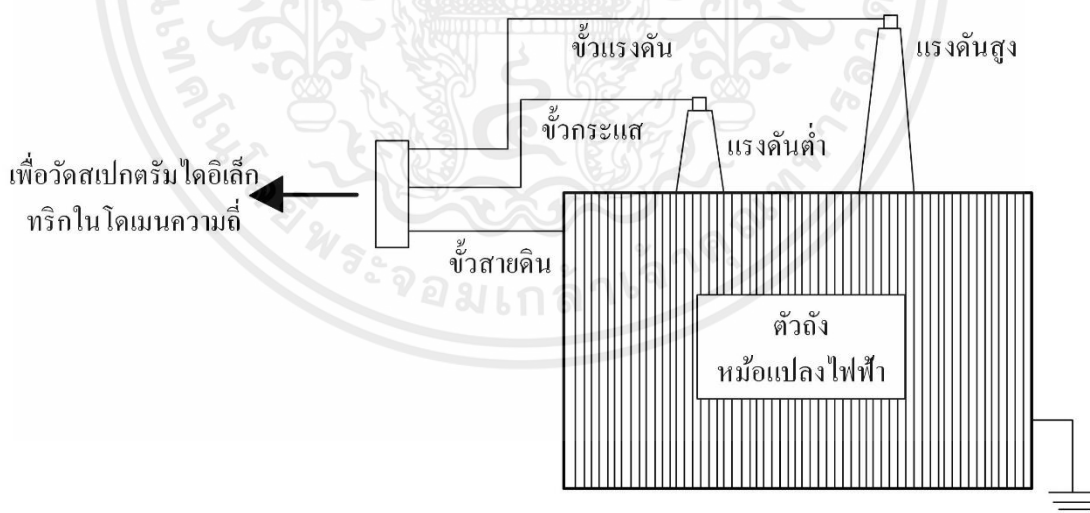 ขั้วแรงดัน
แรงดันสูง
ขั้วกระแส
แรงดันต่ำ
เพื่อวัดสเปกตรัมไดอิเล็ก
ทริกในโดเมนความถี่
ขั้วสายดิน
ตัวถัง
หม้อแปลงไฟฟ้า